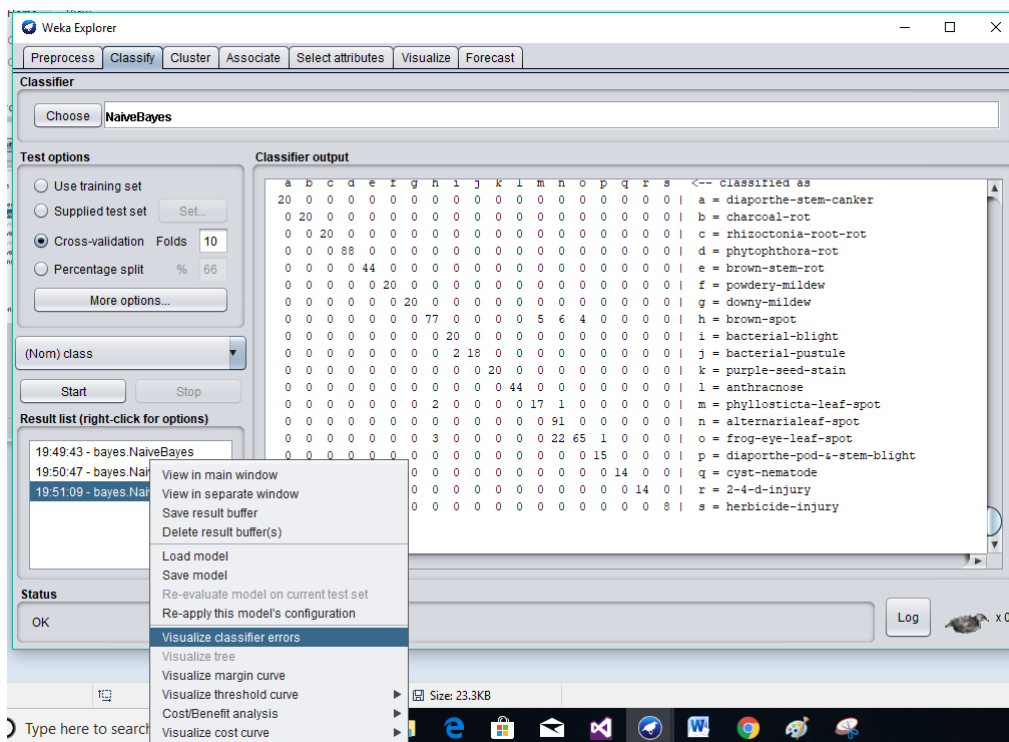 Weka Explorer
Preprocess Classify Cluster Associate Select attributes Visualize Forecast
Classifier
Choose NaiveBayes
Test options
Use training set
Supplied test set Set...
Cross-validation Folds 10
Percentage split % 66
More options...
(Nom) class
Start Stop
Result list (right-click for options)
19:49:43 - bayes.NaiveBayes
19:50:47 - bayes.Nai
19:51:09 - bayes.Nai
Classifier output
a b c d e f g h i j k l m n o p q r s <-- classified as
20 0 0 0 0 0 0 0 0 0 0 0 0 0 0 0 0 0 0 | a = diaporthe-stem-canker
0 20 0 0 0 0 0 0 0 0 0 0 0 0 0 0 0 0 0 | b = charcoal-rot
0 0 20 0 0 0 0 0 0 0 0 0 0 0 0 0 0 0 0 | c = rhizoctonia-root-rot
0 0 0 88 0 0 0 0 0 0 0 0 0 0 0 0 0 0 0 | d = phytophthora-rot
0 0 0 0 44 0 0 0 0 0 0 0 0 0 0 0 0 0 0 | e = brown-stem-rot
0 0 0 0 0 20 0 0 0 0 0 0 0 0 0 0 0 0 0 | f = powdery-mildew
0 0 0 0 0 0 20 0 0 0 0 0 0 0 0 0 0 0 0 | g = downy-mildew
0 0 0 0 0 0 0 77 0 0 0 0 5 6 4 0 0 0 0 | h = brown-spot
0 0 0 0 0 0 0 0 20 0 0 0 0 0 0 0 0 0 0 | i = bacterial-blight
0 0 0 0 0 0 0 0 2 18 0 0 0 0 0 0 0 0 0 | j = bacterial-pustule
0 0 0 0 0 0 0 0 0 0 20 0 0 0 0 0 0 0 0 | k = purple-seed-stain
0 0 0 0 0 0 0 0 0 0 0 44 0 0 0 0 0 0 0 | l = anthracnose
0 0 0 0 0 0 0 2 0 0 0 0 17 1 0 0 0 0 0 | m = phyllosticta-leaf-spot
0 0 0 0 0 0 0 0 0 0 0 0 0 91 0 0 0 0 0 | n = alternarialeaf-spot
0 0 0 0 0 0 0 3 0 0 0 0 0 22 65 1 0 0 0 | o = frog-eye-leaf-spot
0 0 0 0 0 0 0 0 0 0 0 0 0 0 0 15 0 0 0 | p = diaporthe-pod-&-stem-blight
0 0 0 0 0 0 0 0 0 14 0 0 | q = cyst-nematode
0 0 0 0 0 0 0 0 0 0 14 0 | r = 2-4-d-injury
0 0 0 0 0 0 0 0 0 0 0 8 | s = herbicide-injury
View in main window
View in separate window
Save result buffer
Delete result buffer(s)
Load model
Save model
Re-evaluate model on current test set
Re-apply this model's configuration
Visualize classifier errors
Visualize tree
Visualize margin curve
Visualize threshold curve
Cost/Benefit analysis
Visualize cost curve
Status
OK
Log x 0
Size: 23.3KB
Type here to search